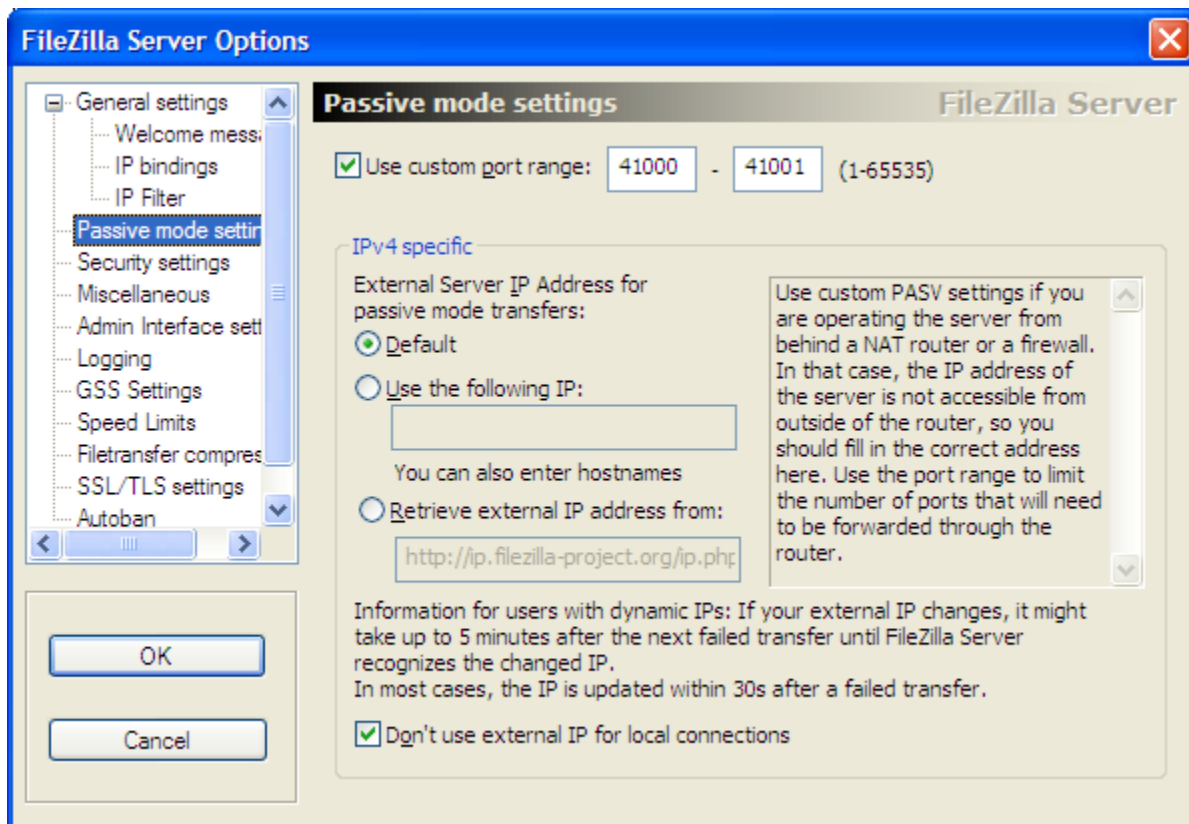 FileZilla Server Options
General settings
Welcome messa
IP bindings
IP Filter
Passive mode settin
Security settings
Miscellaneous
Admin Interface sett
Logging
GSS Settings
Speed Limits
Filetransfer compres
SSL/TLS settings
Autoban
OK
Cancel
Passive mode settings
FileZilla Server
Use custom port range: 41000 - 41001 (1-65535)
IPv4 specific
External Server IP Address for
passive mode transfers:
Default
Use the following IP:
You can also enter hostnames
Retrieve external IP address from:
http://ip.filezilla-project.org/ip.php
Use custom PASV settings if you
are operating the server from
behind a NAT router or a firewall.
In that case, the IP address of
the server is not accessible from
outside of the router, so you
should fill in the correct address
here. Use the port range to limit
the number of ports that will need
to be forwarded through the
router.
Information for users with dynamic IPs: If your external IP changes, it might
take up to 5 minutes after the next failed transfer until FileZilla Server
recognizes the changed IP.
In most cases, the IP is updated within 30s after a failed transfer.
Don't use external IP for local connections